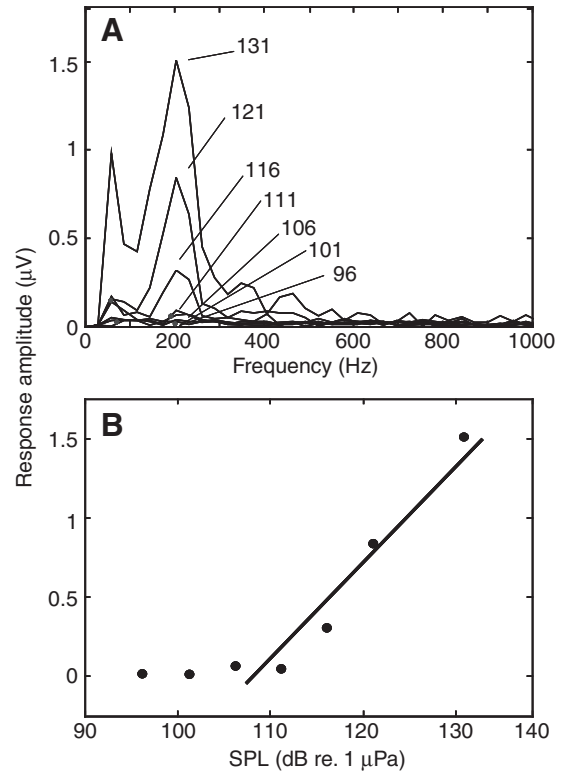 A
131
121
116
111
106
101
96
1.5
1
0.5
0
0 200 400 600 800 1000
Frequency (Hz)
Response amplitude (μV)
B
1.5
1
0.5
0
90 100 110 120 130 140
SPL (dB re. 1 μPa)